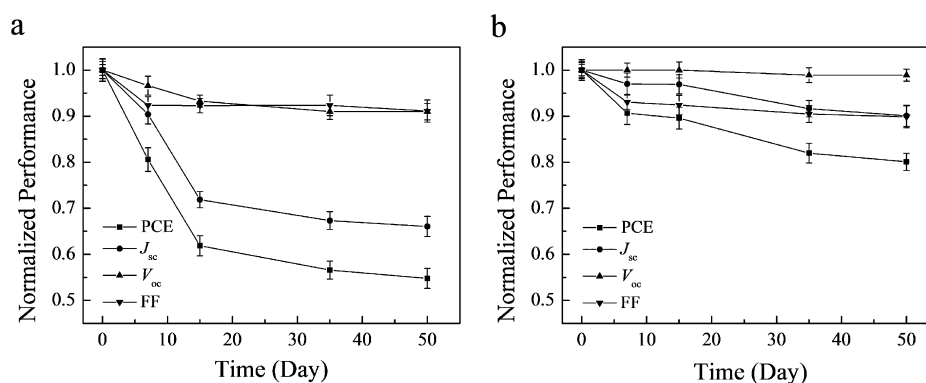 a
1.0
0.9
0.8
0.7
0.6
0.5
Normalized Performance
PCE
Jsc
Voc
FF
0 10 20 30 40 50
Time (Day)
b
1.0
0.9
0.8
0.7
0.6
0.5
Normalized Performance
PCE
Jsc
Voc
FF
0 10 20 30 40 50
Time (Day)